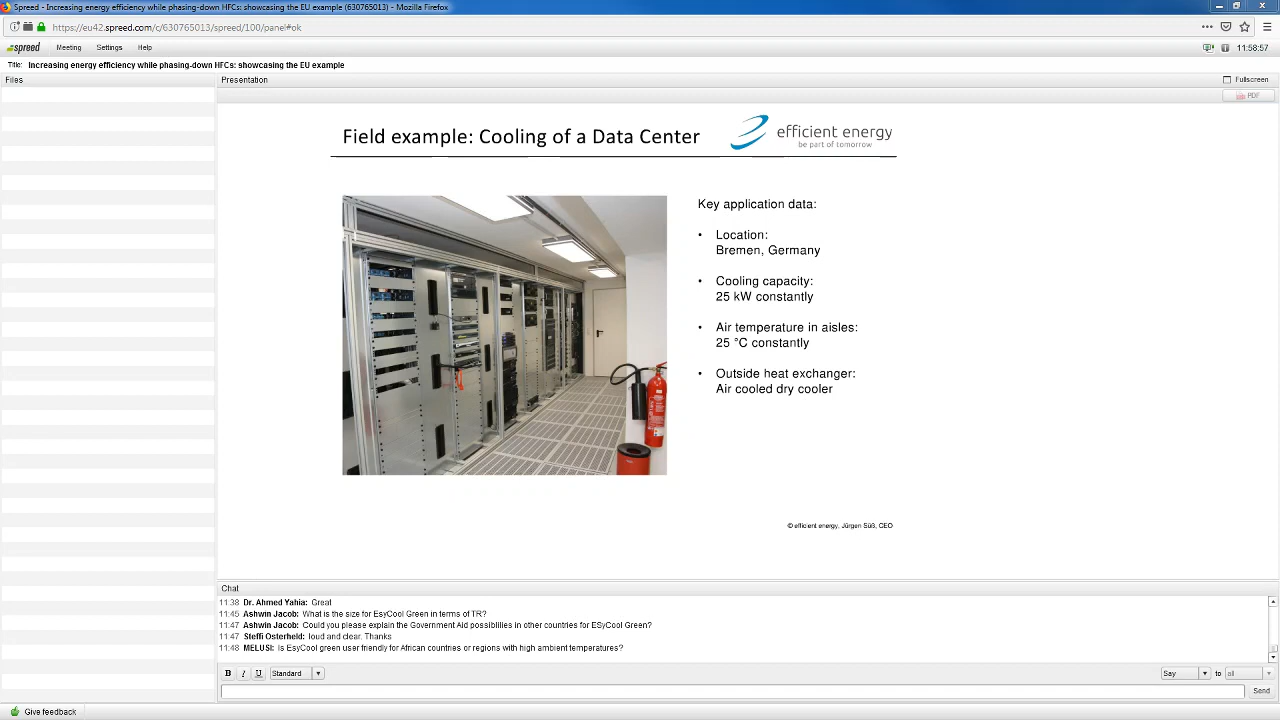 Spreed - Increasing energy efficiency while phasing-down HFCs: showcasing the EU example (630765013) - Mozilla Firefox
https://eu42.spreed.com/c/630765013/spreed/100/panel#ok
spreed Meeting Settings Help 11:58:57
Title: Increasing energy efficiency while phasing-down HFCs: showcasing the EU example
Files
Presentation
Fullscreen
PDF
Field example: Cooling of a Data Center
efficient energy
be part of tomorrow
Key application data:
• Location:
Bremen, Germany
• Cooling capacity:
25 kW constantly
• Air temperature in aisles:
25 °C constantly
• Outside heat exchanger:
Air cooled dry cooler
© efficient energy, Jürgen Süß, CEO
Chat
11:38 Dr. Ahmed Yahia: Great
11:45 Ashwin Jacob: What is the size for EsyCool Green in terms of TR?
11:47 Ashwin Jacob: Could you please explain the Government Aid possiblilies in other countries for ESyCool Green?
11:47 Steffi Osterheld: loud and clear. Thanks
11:48 MELUSI: Is EsyCool green user friendly for African countries or regions with high ambient temperatures?
B I U Standard
Say to all
Send
Give feedback